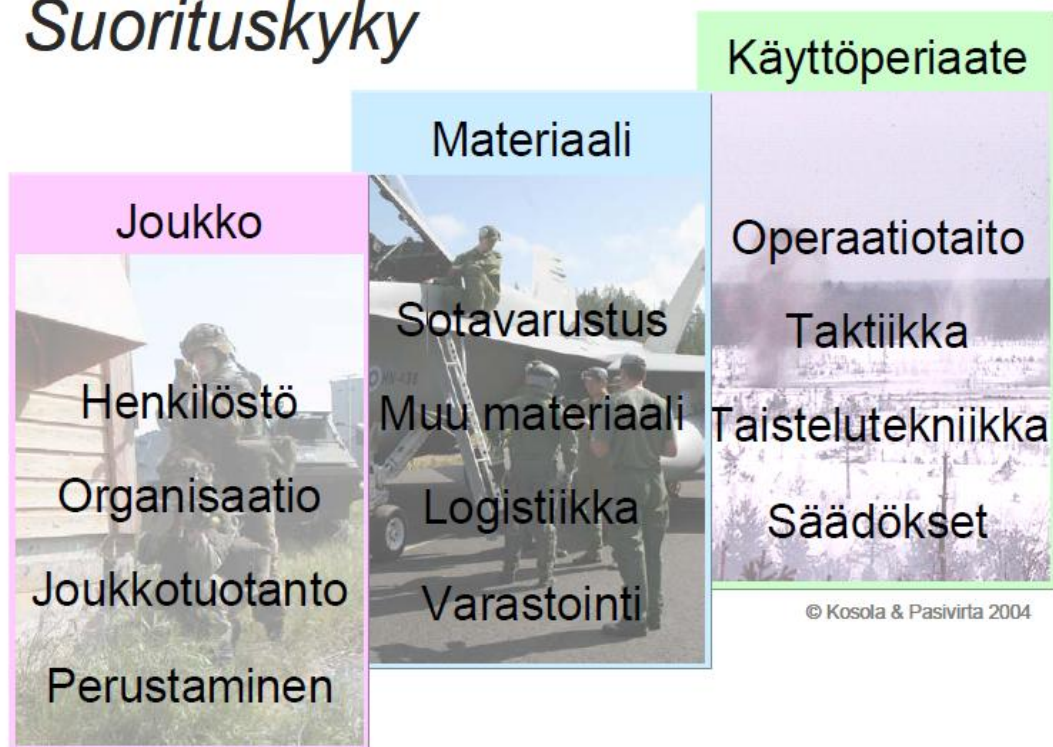 Suorituskyky
Joukko
Henkilöstö
Organisaatio
Joukkotuotanto
Perustaminen
Materiaali
Sotavarustus
Muu materiaali
Logistiikka
Varastointi
Käyttöperiaate
Operaatiotaito
Taktiikka
Taistelutekniikka
Säädökset
© Kosola & Pasivirta 2004